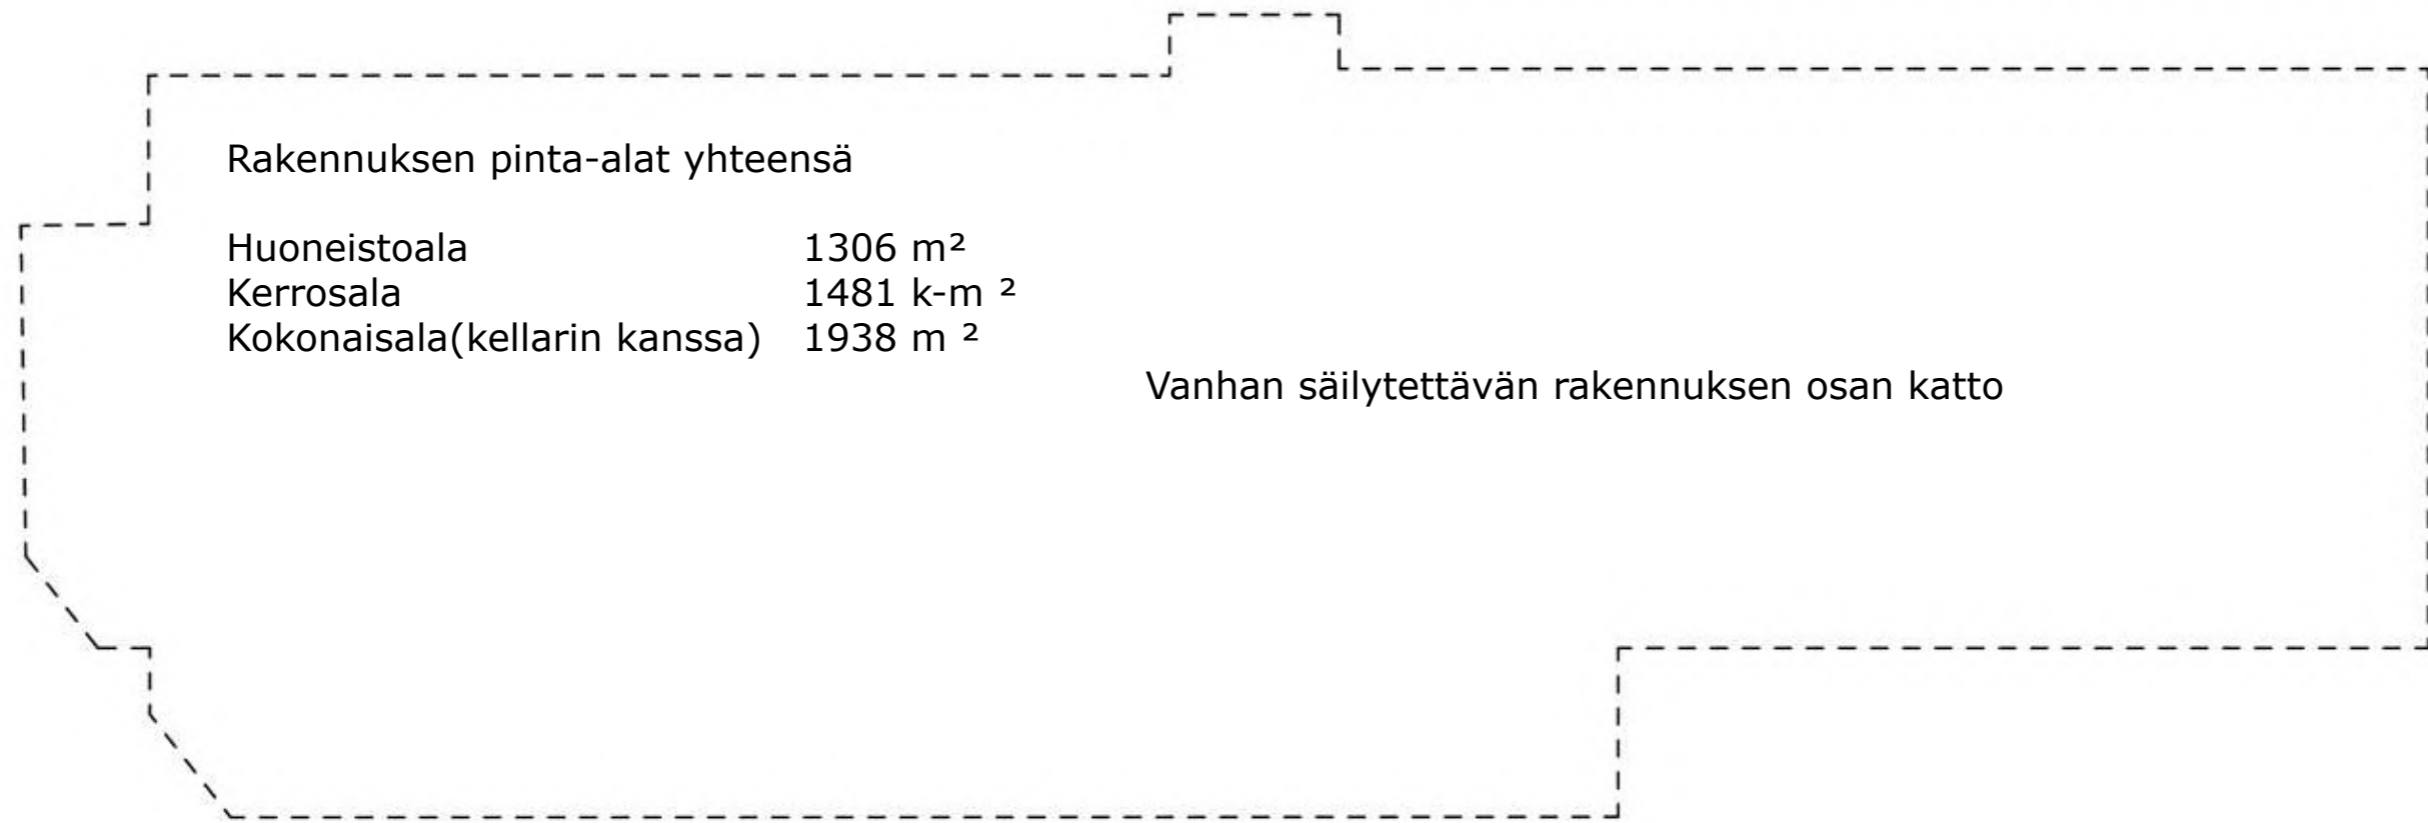 Rakennuksen pinta-alat yhteensä
Huoneistoala 1306 m²
Kerrosala 1481 k-m ²
Kokonaisala(kellarin kanssa) 1938 m ²
Vanhan säilytettävän rakennuksen osan katto